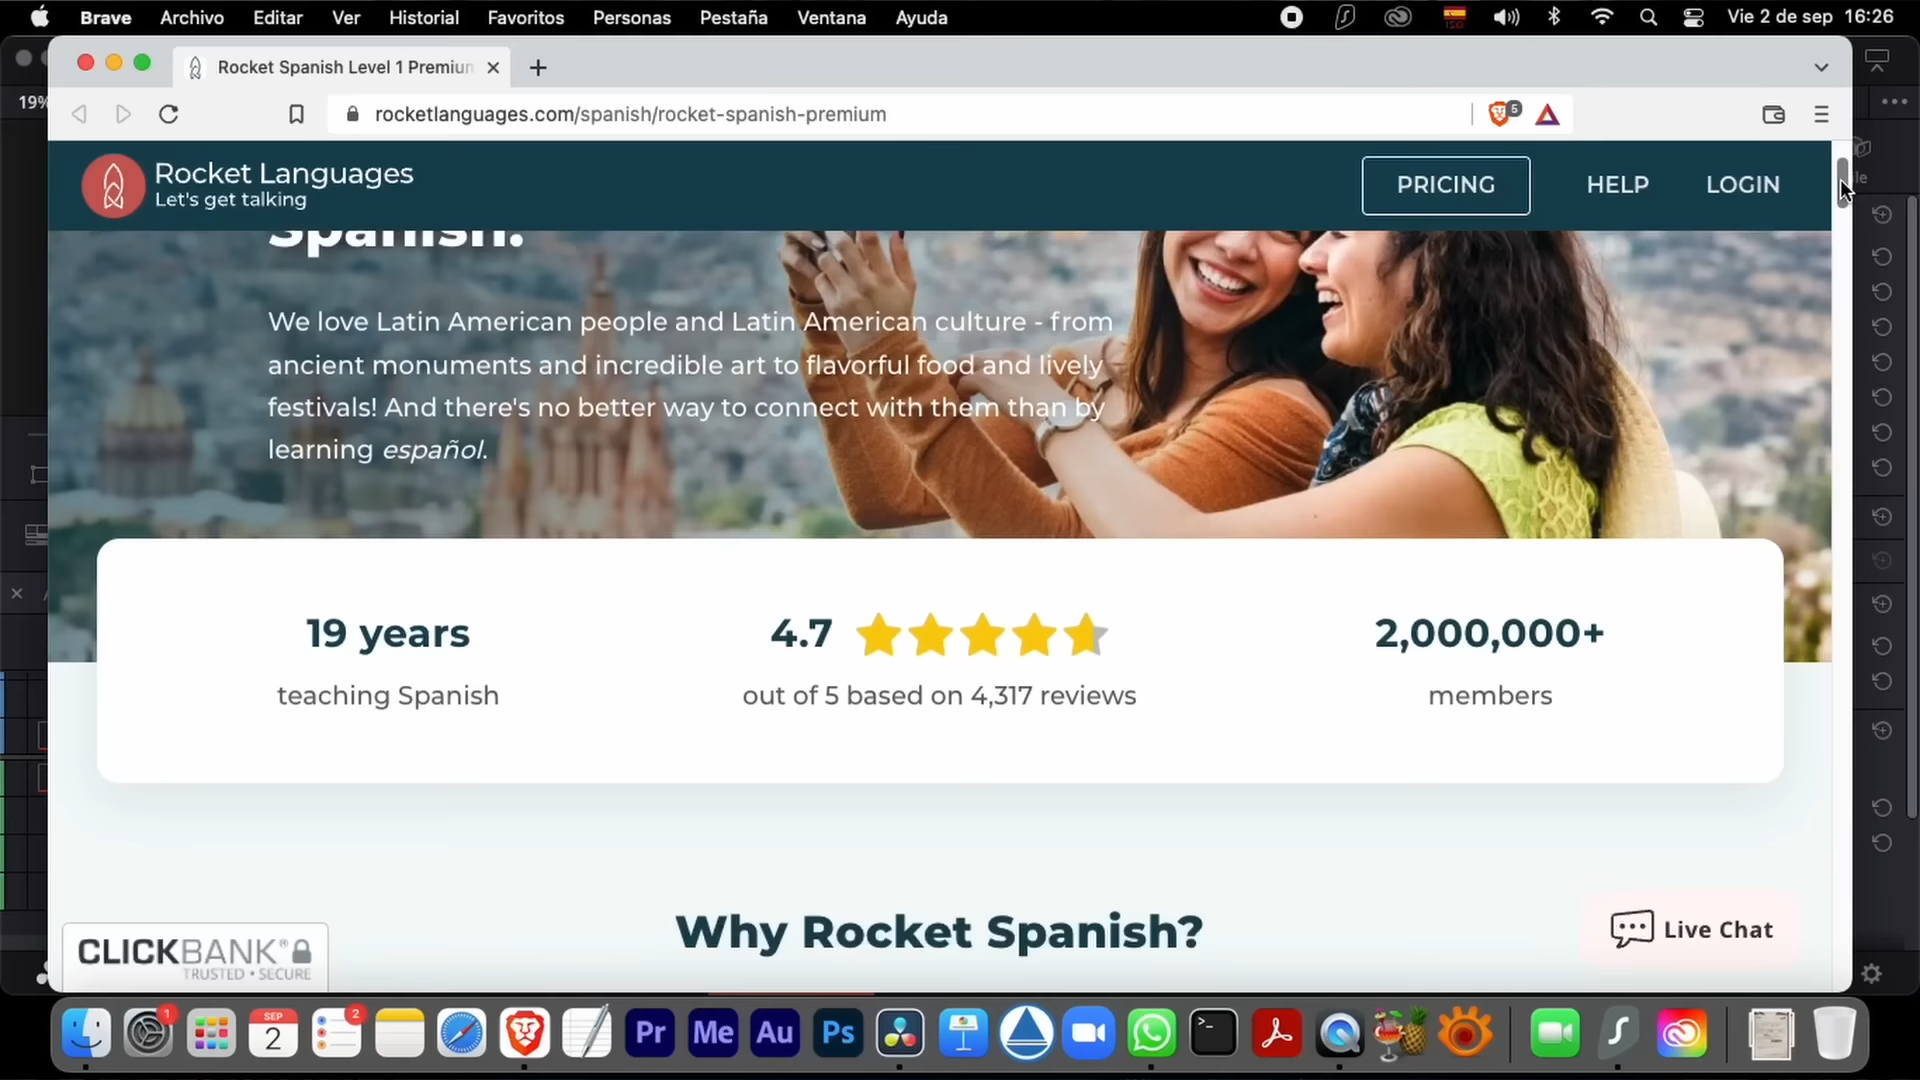 Brave Archivo Editar Ver Historial Favoritos Personas Pestaña Ventana Ayuda Vie 2 de sep 16:26
Rocket Spanish Level 1 Premium
19%
rocketlanguages.com/spanish/rocket-spanish-premium
5
Rocket Languages
Let's get talking
PRICING HELP LOGIN
Spanish.
We love Latin American people and Latin American culture - from
ancient monuments and incredible art to flavorful food and lively
festivals! And there's no better way to connect with them than by
learning español.
19 years
teaching Spanish
4.7
out of 5 based on 4,317 reviews
2,000,000+
members
Why Rocket Spanish?
Live Chat
CLICKBANK®
TRUSTED • SECURE
1
SEP
2
2
Pr Me Au Ps